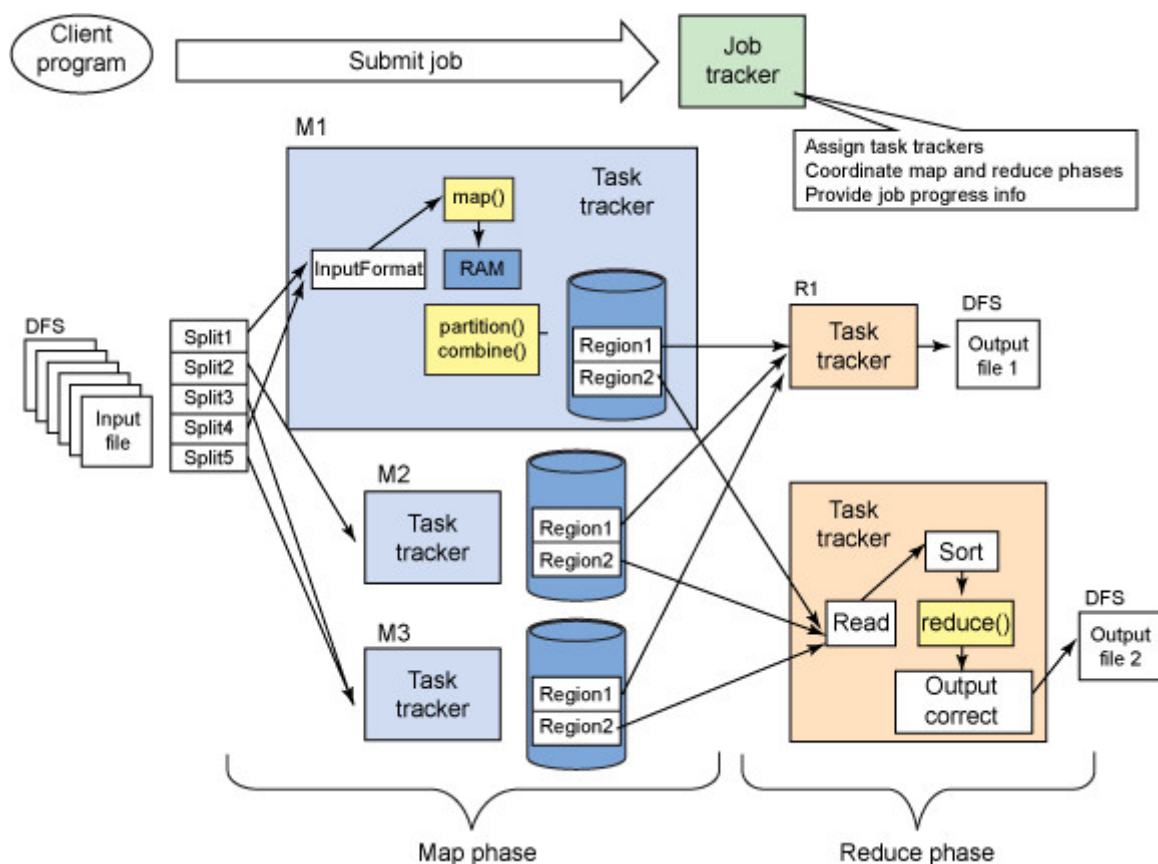 Client
program
Submit job
Job
tracker
Assign task trackers
Coordinate map and reduce phases
Provide job progress info
M1
Task
tracker
map()
InputFormat
RAM
partition()
combine()
Region1
Region2
DFS
Input
file
Split1
Split2
Split3
Split4
Split5
M2
Task
tracker
Region1
Region2
M3
Task
tracker
Region1
Region2
R1
Task
tracker
DFS
Output
file 1
Task
tracker
Sort
Read
reduce()
Output
correct
DFS
Output
file 2
Map phase
Reduce phase